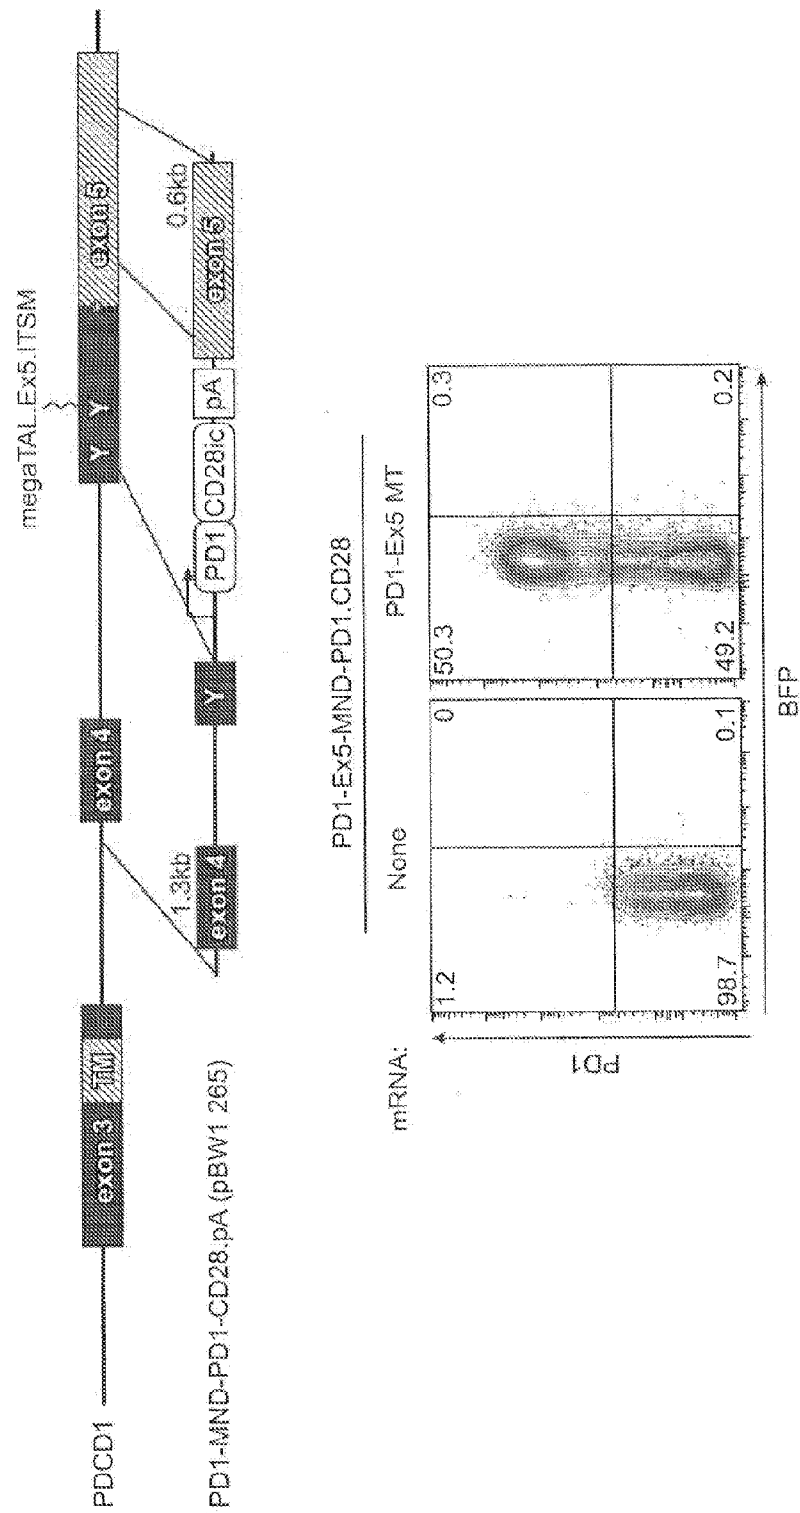 megaTAL.Ex5.ITSM
PDCD1
exon 3
TM
exon 4
Y Y
exon 5
1.3kb
0.6kb
PD1-MND-PD1-CD28.pA (pBW1 265)
exon 4
Y
PD1
CD28ic
pA
exon 5
PD1-Ex5-MND-PD1.CD28
mRNA:
None
PD1-Ex5 MT
1.2
0
50.3
0.3
PD1
98.7
0.1
49.2
0.2
BFP